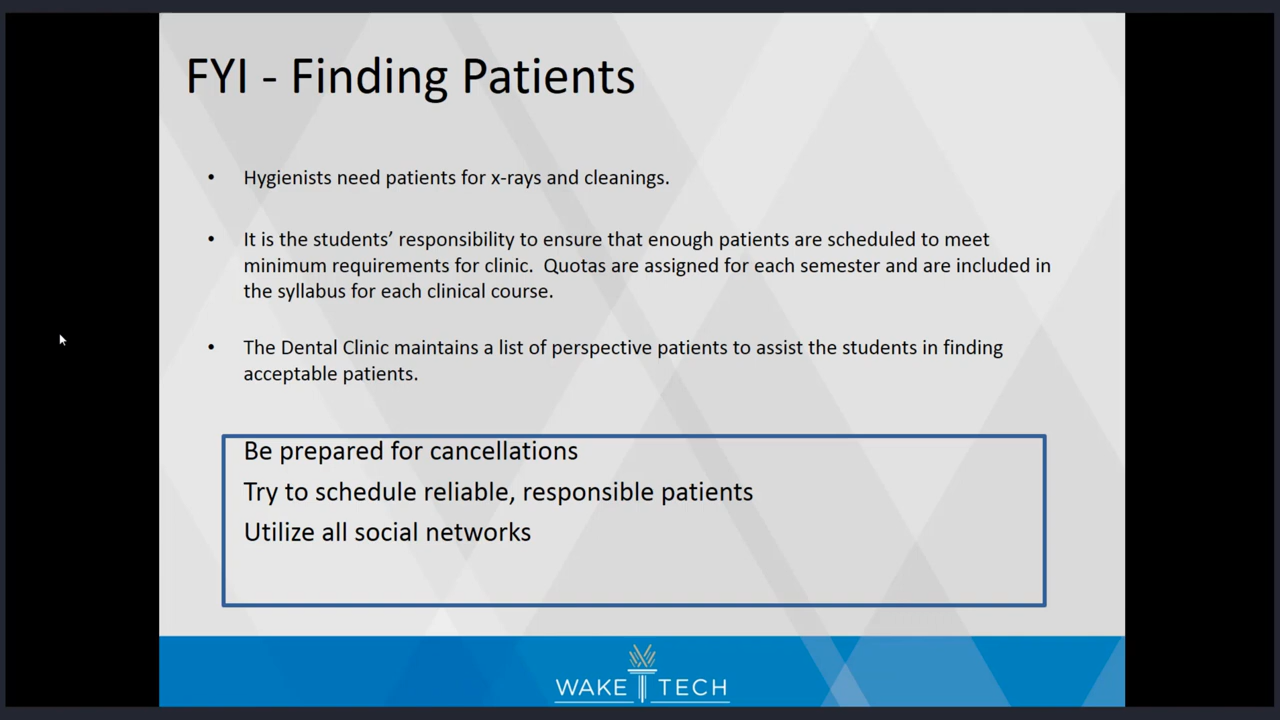 FYI - Finding Patients
• Hygienists need patients for x-rays and cleanings.
• It is the students’ responsibility to ensure that enough patients are scheduled to meet
minimum requirements for clinic.  Quotas are assigned for each semester and are included in
the syllabus for each clinical course.
• The Dental Clinic maintains a list of perspective patients to assist the students in finding
acceptable patients.
Be prepared for cancellations
Try to schedule reliable, responsible patients
Utilize all social networks
WAKE TECH